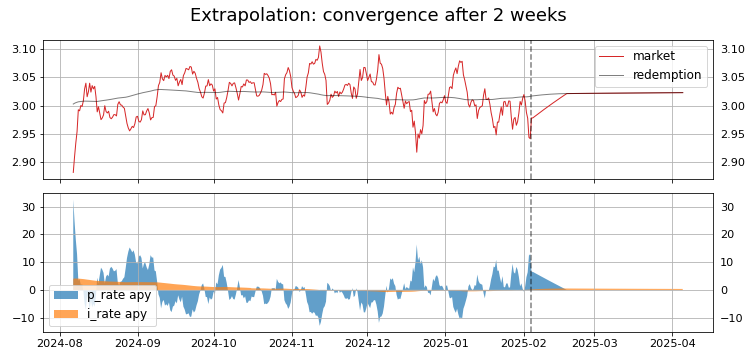 Extrapolation: convergence after 2 weeks
3.10 3.10
3.05 3.05
3.00 3.00
2.95 2.95
2.90 2.90
market
redemption
30 30
20 20
10 10
0 0
−10 −10
p_rate apy
i_rate apy
2024-08 2024-09 2024-10 2024-11 2024-12 2025-01 2025-02 2025-03 2025-04